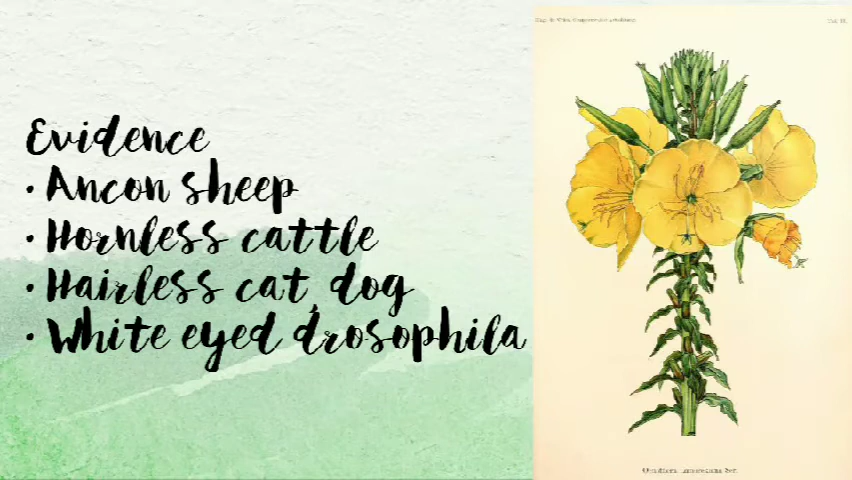 Evidence
• Ancon sheep
• Hornless cattle
• Hairless cat, dog
• White eyed drosophila